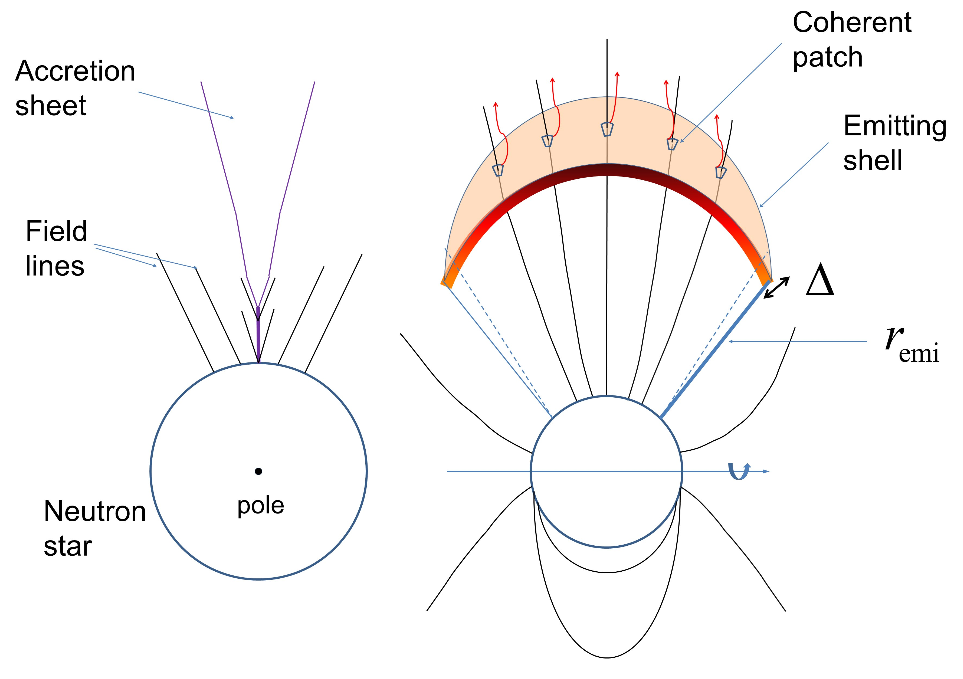 Accretion
sheet
Field
lines
pole
Neutron
star
Coherent
patch
Emitting
shell
Δ
r_emi